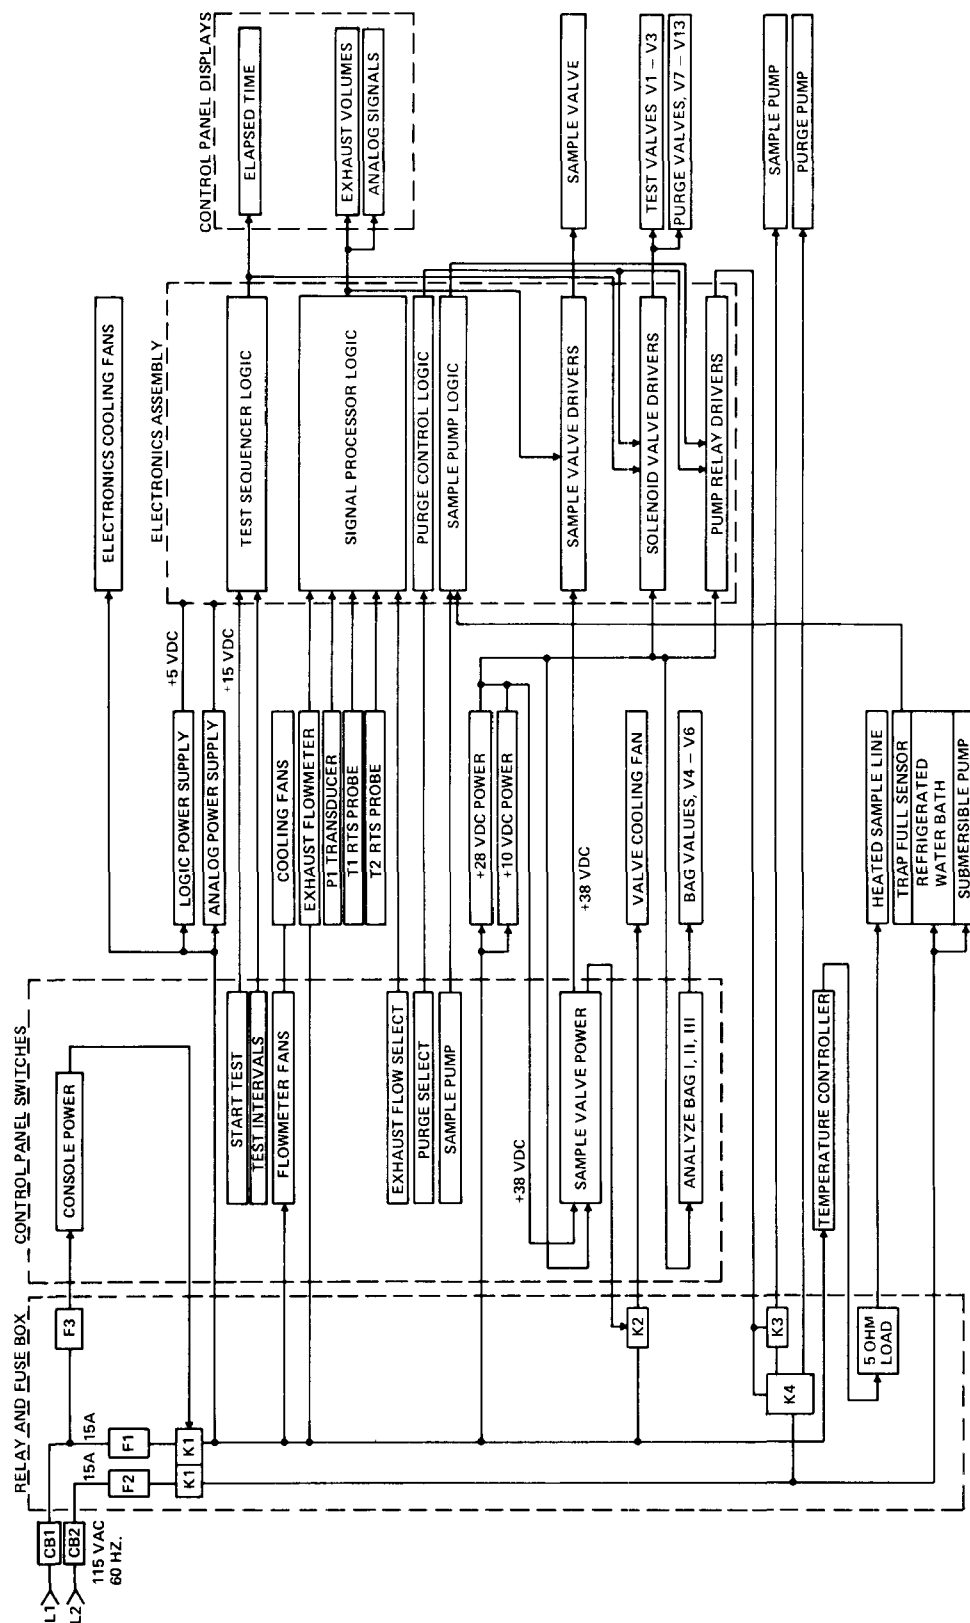 L1
L2
CB1
CB2
115 VAC
60 HZ.
RELAY AND FUSE BOX
15A
15A
F1
F2
F3
K1
K1
K2
K3
K4
5 OHM
LOAD
CONTROL PANEL SWITCHES
CONSOLE POWER
START TEST
TEST INTERVALS
FLOWMETER FANS
EXHAUST FLOW SELECT
PURGE SELECT
SAMPLE PUMP
+38 VDC
SAMPLE VALVE POWER
ANALYZE BAG I, II, III
TEMPERATURE CONTROLLER
LOGIC POWER SUPPLY
ANALOG POWER SUPPLY
+5 VDC
+15 VDC
COOLING FANS
EXHAUST FLOWMETER
P1 TRANSDUCER
T1 RTS PROBE
T2 RTS PROBE
+28 VDC POWER
+10 VDC POWER
+38 VDC
VALVE COOLING FAN
BAG VALUES, V4 – V6
HEATED SAMPLE LINE
TRAP FULL SENSOR
REFRIGERATED
WATER BATH
SUBMERSIBLE PUMP
ELECTRONICS COOLING FANS
ELECTRONICS ASSEMBLY
TEST SEQUENCER LOGIC
SIGNAL PROCESSOR LOGIC
PURGE CONTROL LOGIC
SAMPLE PUMP LOGIC
SAMPLE VALVE DRIVERS
SOLENOID VALVE DRIVERS
PUMP RELAY DRIVERS
CONTROL PANEL DISPLAYS
ELAPSED TIME
EXHAUST VOLUMES
ANALOG SIGNALS
SAMPLE VALVE
TEST VALVES V1 – V3
PURGE VALVES, V7 – V13
SAMPLE PUMP
PURGE PUMP